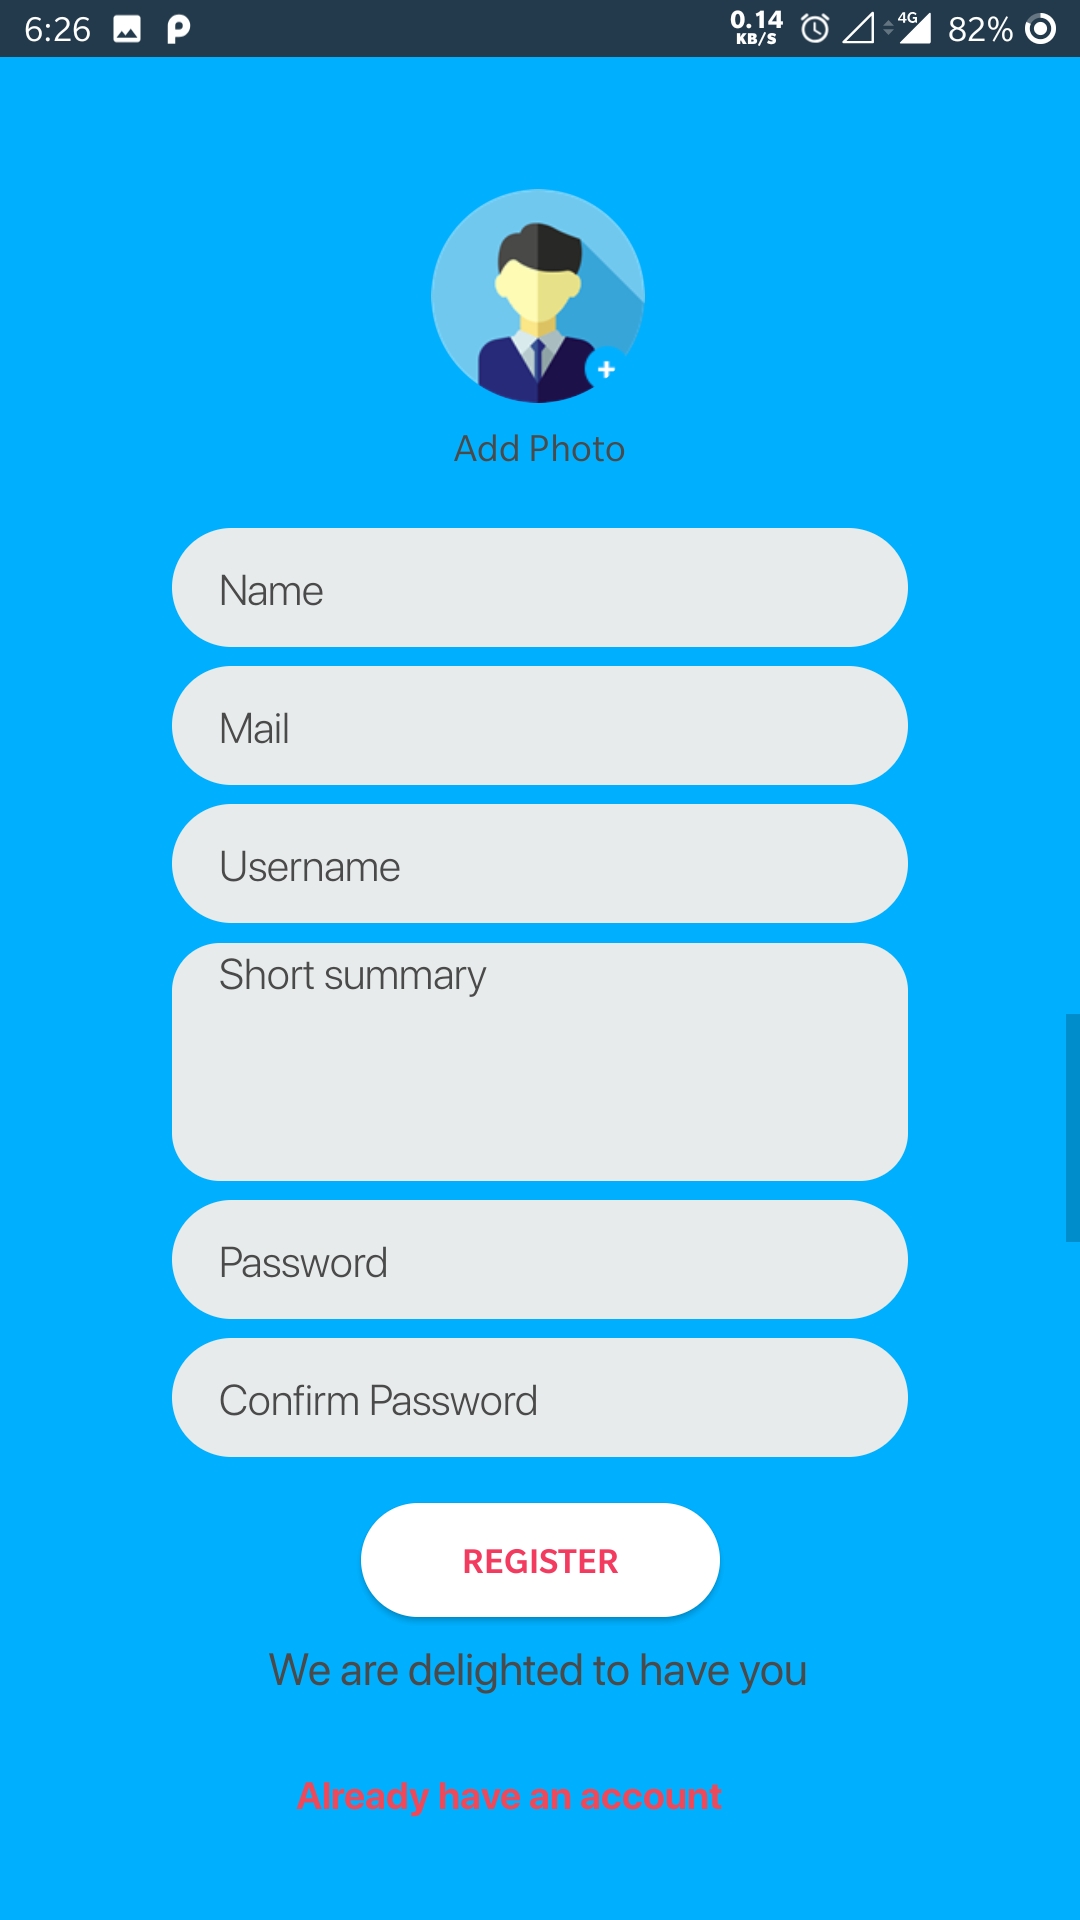 6:26 0.14 KB/S 4G 82%
Add Photo
Name
Mail
Username
Short summary
Password
Confirm Password
REGISTER
We are delighted to have you
Already have an account